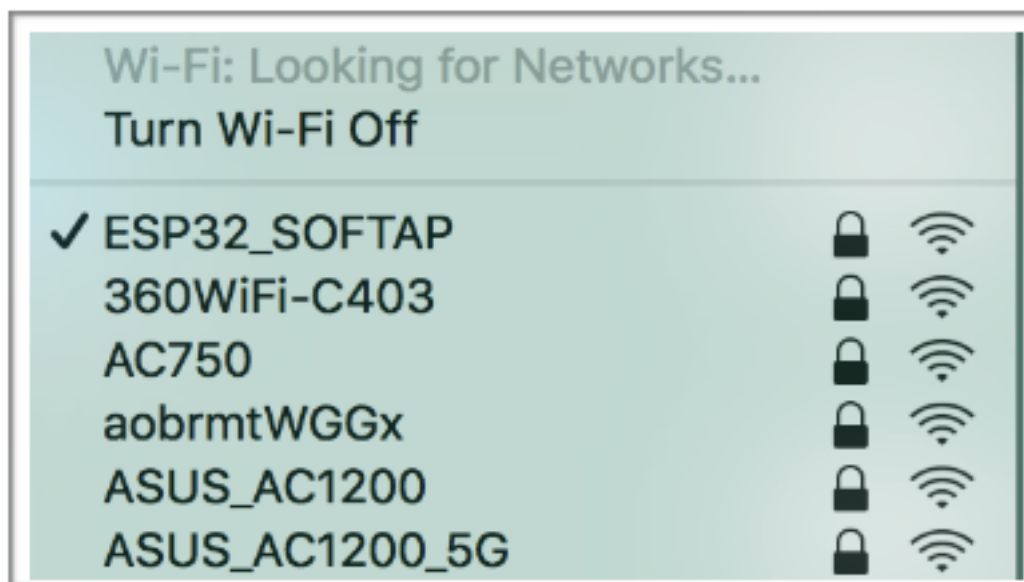 Wi-Fi: Looking for Networks...
Turn Wi-Fi Off
ESP32_SOFTAP
360WiFi-C403
AC750
aobrmtWGGx
ASUS_AC1200
ASUS_AC1200_5G